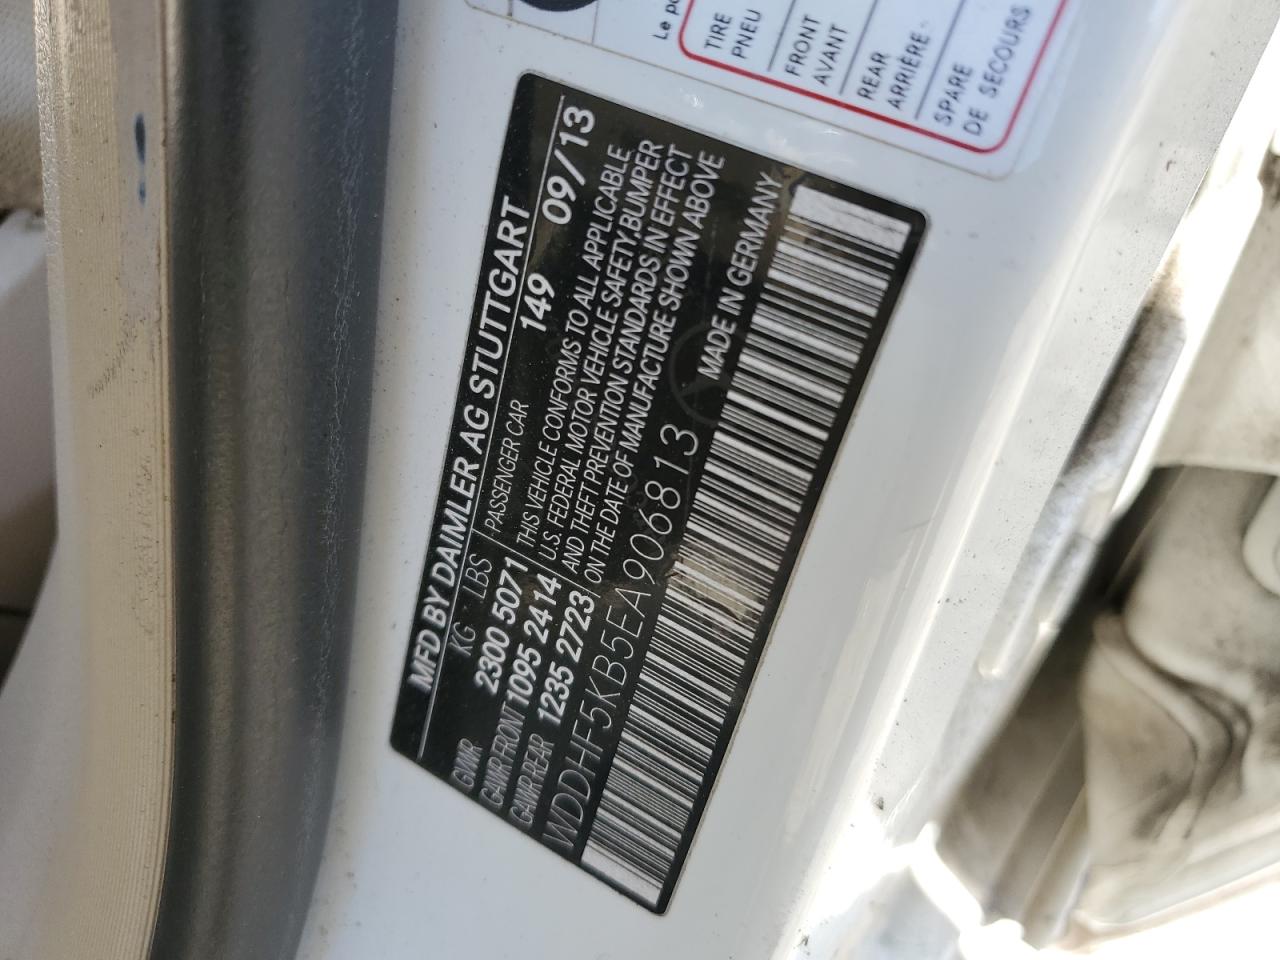 MFD BY DAIMLER AG STUTTGART
KG LBS 149 09/13
GVWR 2300 5071 PASSENGER CAR
GAWR FRONT 1095 2414
GAWR REAR 1235 2723
THIS VEHICLE CONFORMS TO ALL APPLICABLE
U.S. FEDERAL MOTOR VEHICLE SAFETY, BUMPER
AND THEFT PREVENTION STANDARDS IN EFFECT
ON THE DATE OF MANUFACTURE SHOWN ABOVE
WDDHF5KB5EA906813 MADE IN GERMANY
TIRE
PNEU
FRONT
AVANT
REAR
ARRIÈRE
SPARE
DE SECOURS
Le